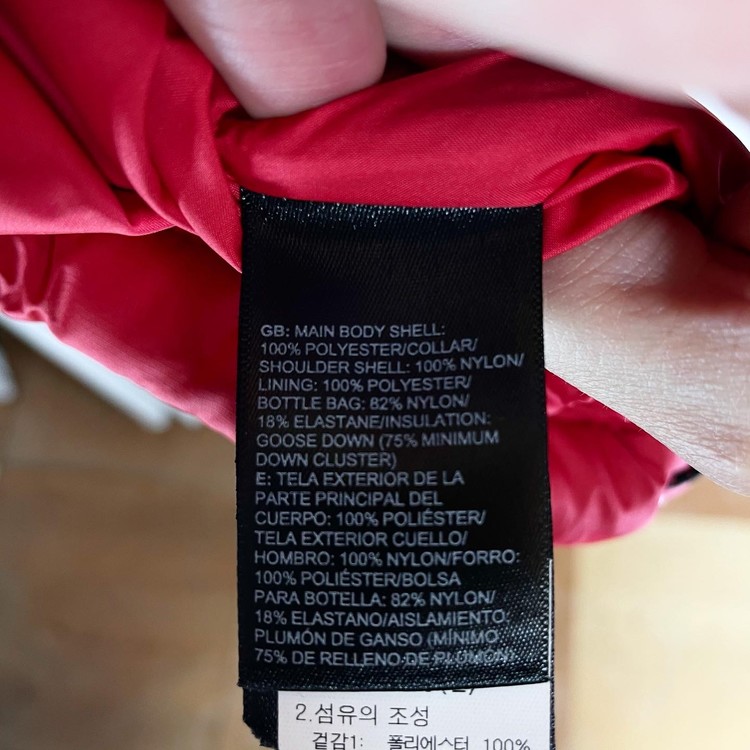 GB: MAIN BODY SHELL:
100% POLYESTER/COLLAR/
SHOULDER SHELL: 100% NYLON/
LINING: 100% POLYESTER/
BOTTLE BAG: 82% NYLON/
18% ELASTANE/INSULATION:
GOOSE DOWN (75% MINIMUM
DOWN CLUSTER)
E: TELA EXTERIOR DE LA
PARTE PRINCIPAL DEL
CUERPO: 100% POLIÉSTER/
TELA EXTERIOR CUELLO/
HOMBRO: 100% NYLON/FORRO:
100% POLIÉSTER/BOLSA
PARA BOTELLA: 82% NYLON/
18% ELASTANO/AISLAMIENTO:
PLUMÓN DE GANSO (MÍNIMO
75% DE RELLENO DE PLUMÓN)
2.섬유의 조성
겉감1: 폴리에스터 100%